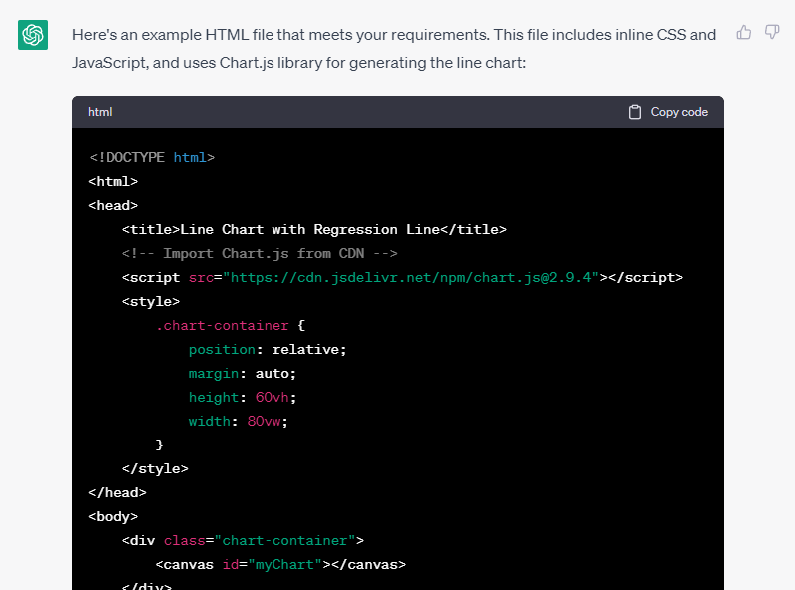 Here's an example HTML file that meets your requirements. This file includes inline CSS and
JavaScript, and uses Chart.js library for generating the line chart:
html
Copy code
<!DOCTYPE html>
<html>
<head>
    <title>Line Chart with Regression Line</title>
    <!-- Import Chart.js from CDN -->
    <script src="https://cdn.jsdelivr.net/npm/chart.js@2.9.4"></script>
    <style>
        .chart-container {
            position: relative;
            margin: auto;
            height: 60vh;
            width: 80vw;
        }
    </style>
</head>
<body>
    <div class="chart-container">
        <canvas id="myChart"></canvas>
    </div>